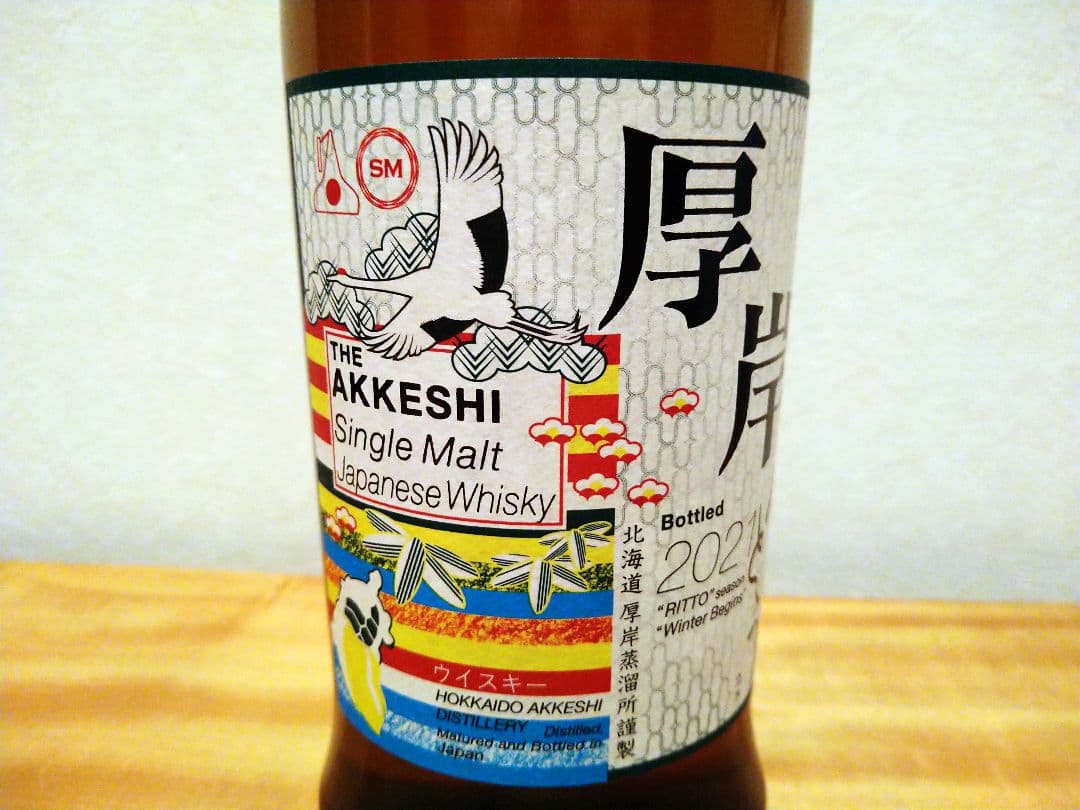 SM
厚岸
THE
AKKESHI
Single Malt
Japanese Whisky
Bottled
2021
"RITTO" season
"Winter Begins"
北海道厚岸蒸溜所謹製
ウイスキー
HOKKAIDO AKKESHI
DISTILLERY Distilled,
Matured and Bottled in
Japan